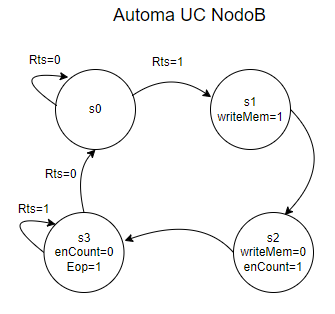 Automa UC NodoB
Rts=0
Rts=1
s0
s1
writeMem=1
Rts=0
Rts=1
s3
enCount=0
Eop=1
s2
writeMem=0
enCount=1